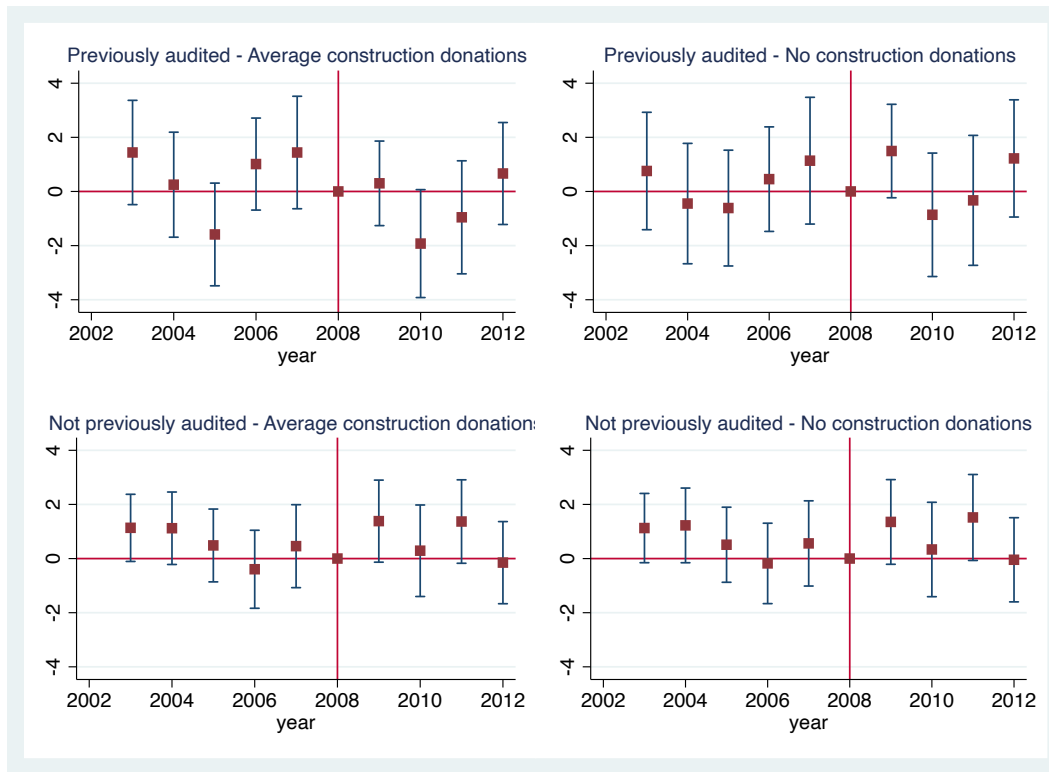 Previously audited - Average construction donations
4
2
0
-2
-4
2002 2004 2006 2008 2010 2012
year
Previously audited - No construction donations
4
2
0
-2
-4
2002 2004 2006 2008 2010 2012
year
Not previously audited - Average construction donation
4
2
0
-2
-4
2002 2004 2006 2008 2010 2012
year
Not previously audited - No construction donations
4
2
0
-2
-4
2002 2004 2006 2008 2010 2012
year